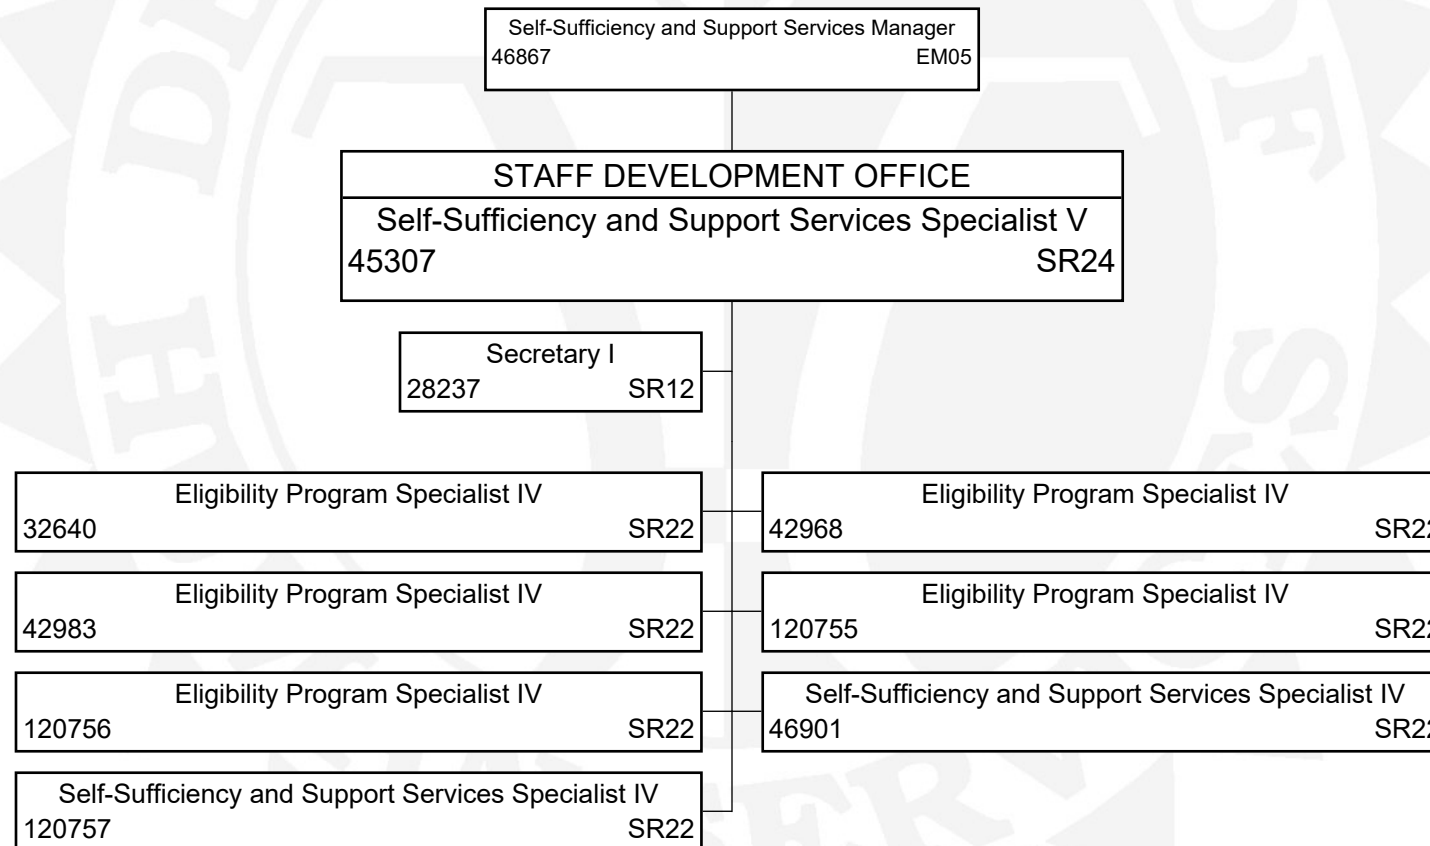 Self-Sufficiency and Support Services Manager
46867 EM05
STAFF DEVELOPMENT OFFICE
Self-Sufficiency and Support Services Specialist V
45307 SR24
Secretary I
28237 SR12
Eligibility Program Specialist IV
32640 SR22
Eligibility Program Specialist IV
42968 SR22
Eligibility Program Specialist IV
42983 SR22
Eligibility Program Specialist IV
120755 SR22
Eligibility Program Specialist IV
120756 SR22
Self-Sufficiency and Support Services Specialist IV
46901 SR22
Self-Sufficiency and Support Services Specialist IV
120757 SR22